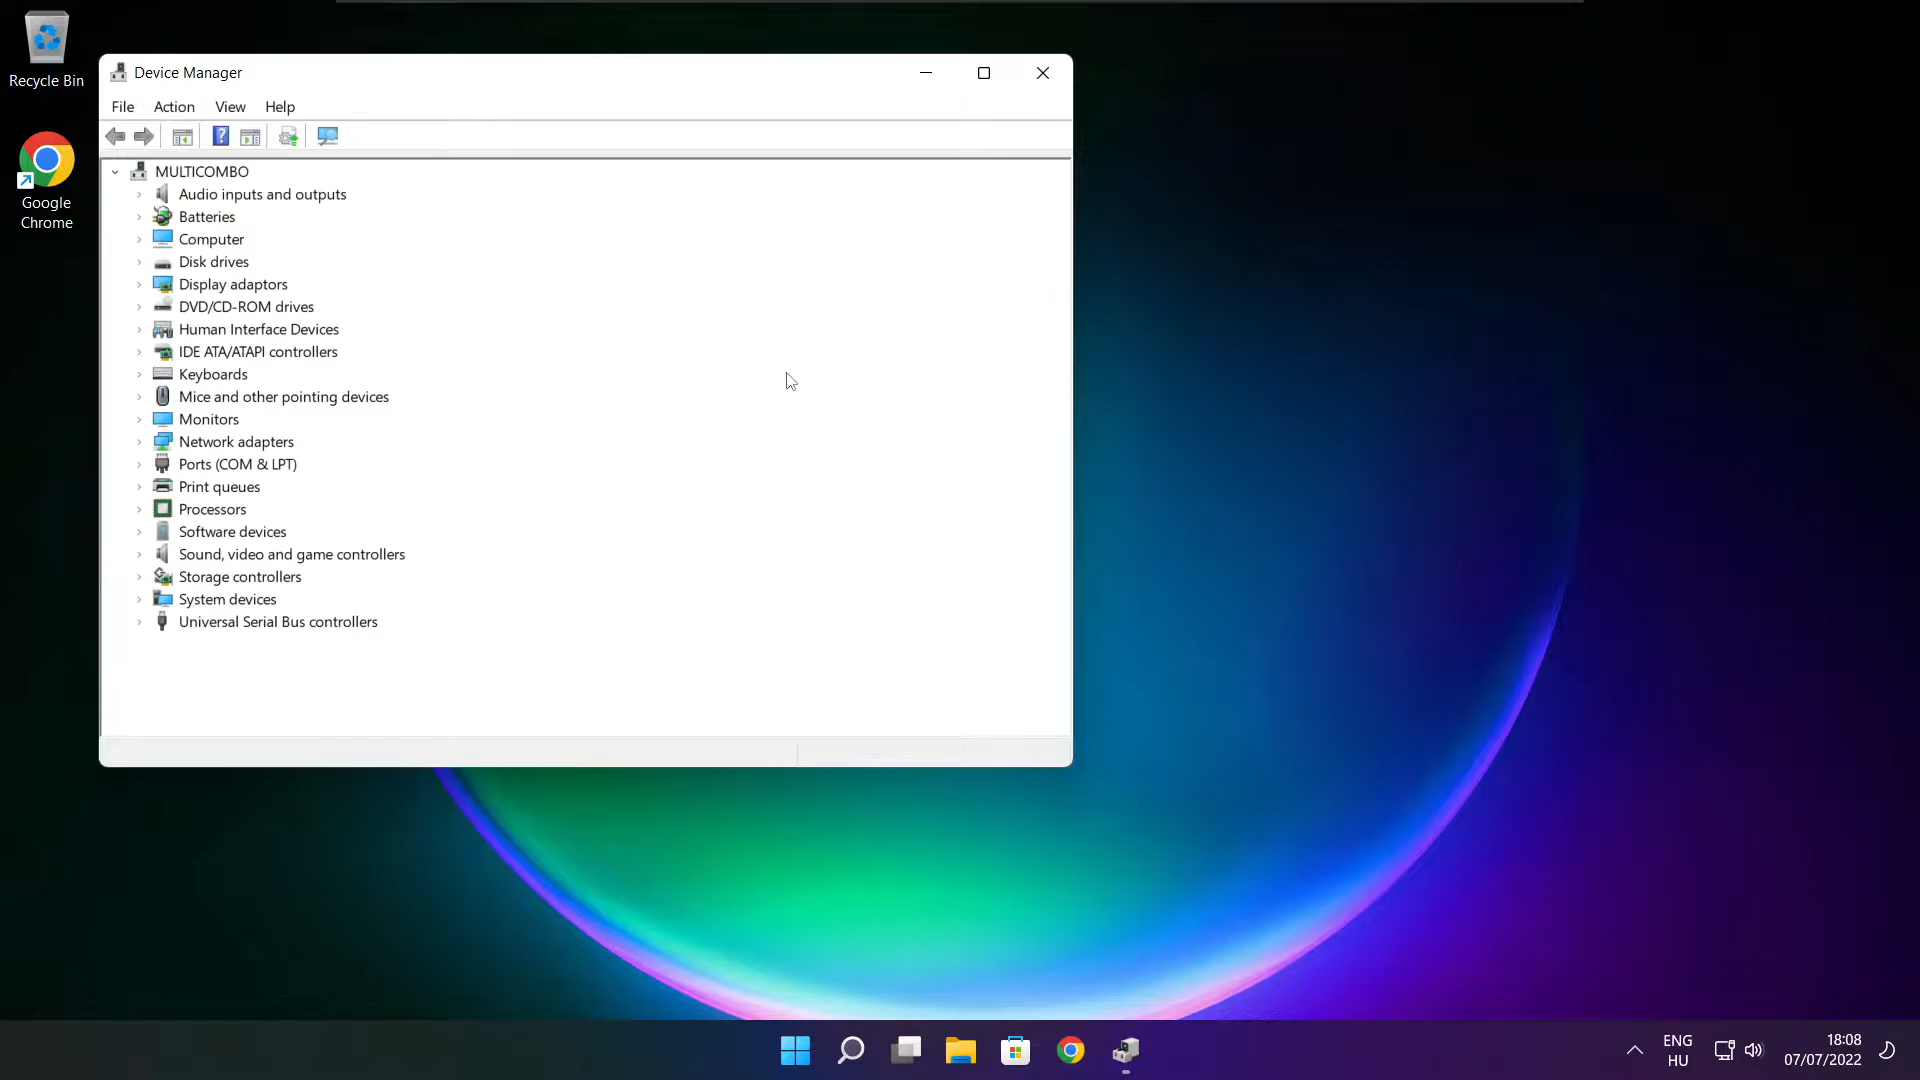 Recycle Bin
Google
Chrome
Device Manager
File Action View Help
MULTICOMBO
Audio inputs and outputs
Batteries
Computer
Disk drives
Display adaptors
DVD/CD-ROM drives
Human Interface Devices
IDE ATA/ATAPI controllers
Keyboards
Mice and other pointing devices
Monitors
Network adapters
Ports (COM & LPT)
Print queues
Processors
Software devices
Sound, video and game controllers
Storage controllers
System devices
Universal Serial Bus controllers
ENG
HU
18:08
07/07/2022